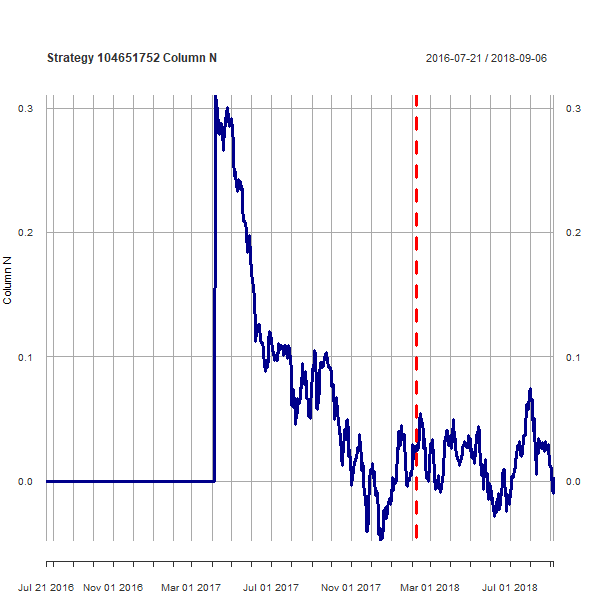 Strategy 104651752 Column N 2016-07-21 / 2018-09-06
0.3 0.3
0.2 0.2
Column N
0.1 0.1
0.0 0.0
Jul 21 2016 Nov 01 2016 Mar 01 2017 Jul 01 2017 Nov 01 2017 Mar 01 2018 Jul 01 2018